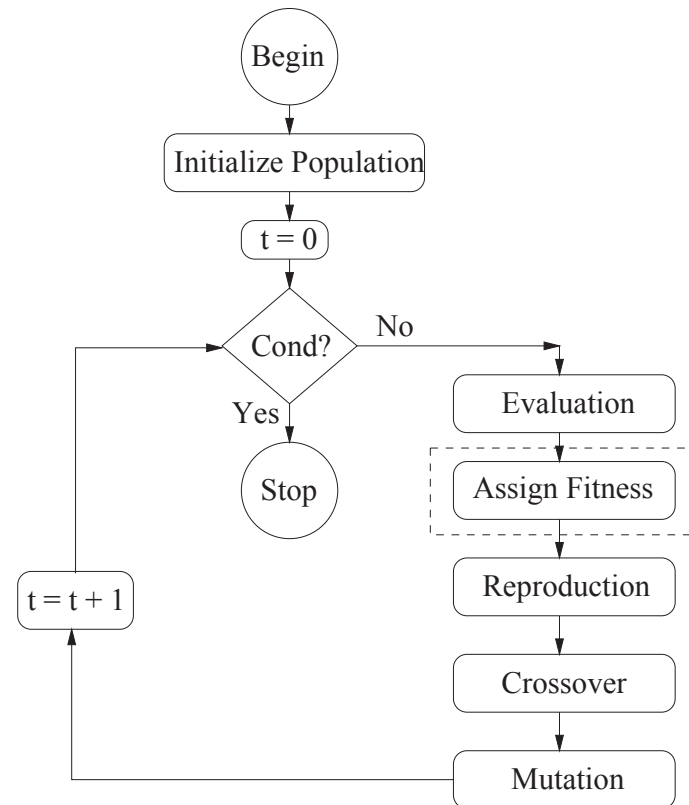 Begin
Initialize Population
t = 0
Cond?
No
Yes
Stop
Evaluation
Assign Fitness
Reproduction
Crossover
Mutation
t = t + 1